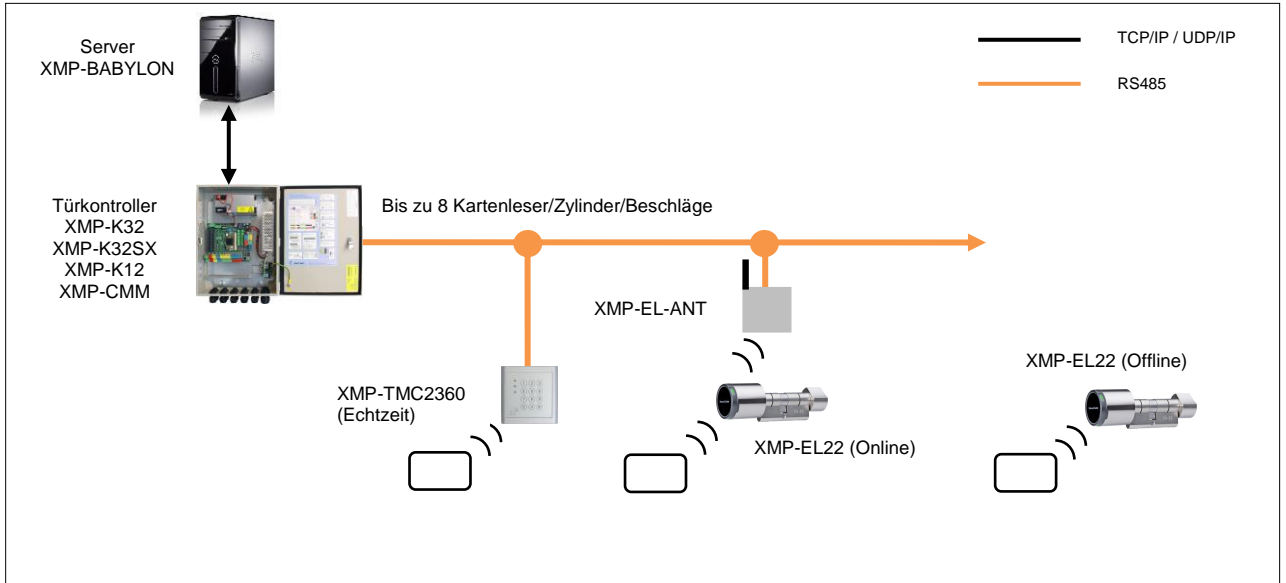 Server
XMP-BABYLON
TCP/IP / UDP/IP
RS485
Türkontroller
XMP-K32
XMP-K32SX
XMP-K12
XMP-CMM
Bis zu 8 Kartenleser/Zylinder/Beschläge
XMP-EL-ANT
XMP-TMC2360
(Echtzeit)
XMP-EL22 (Online)
XMP-EL22 (Offline)